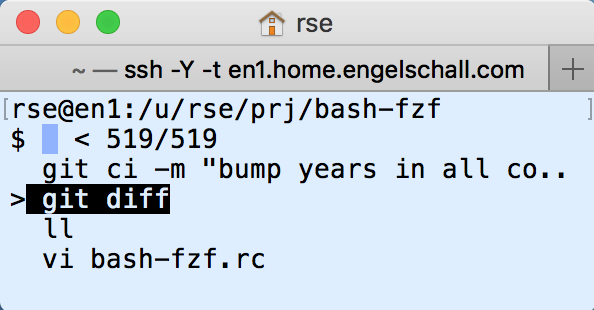 rse
~ — ssh -Y -t en1.home.engelschall.com +
[rse@en1:/u/rse/prj/bash-fzf ]
$ < 519/519
git ci -m "bump years in all co..
> git diff
ll
vi bash-fzf.rc